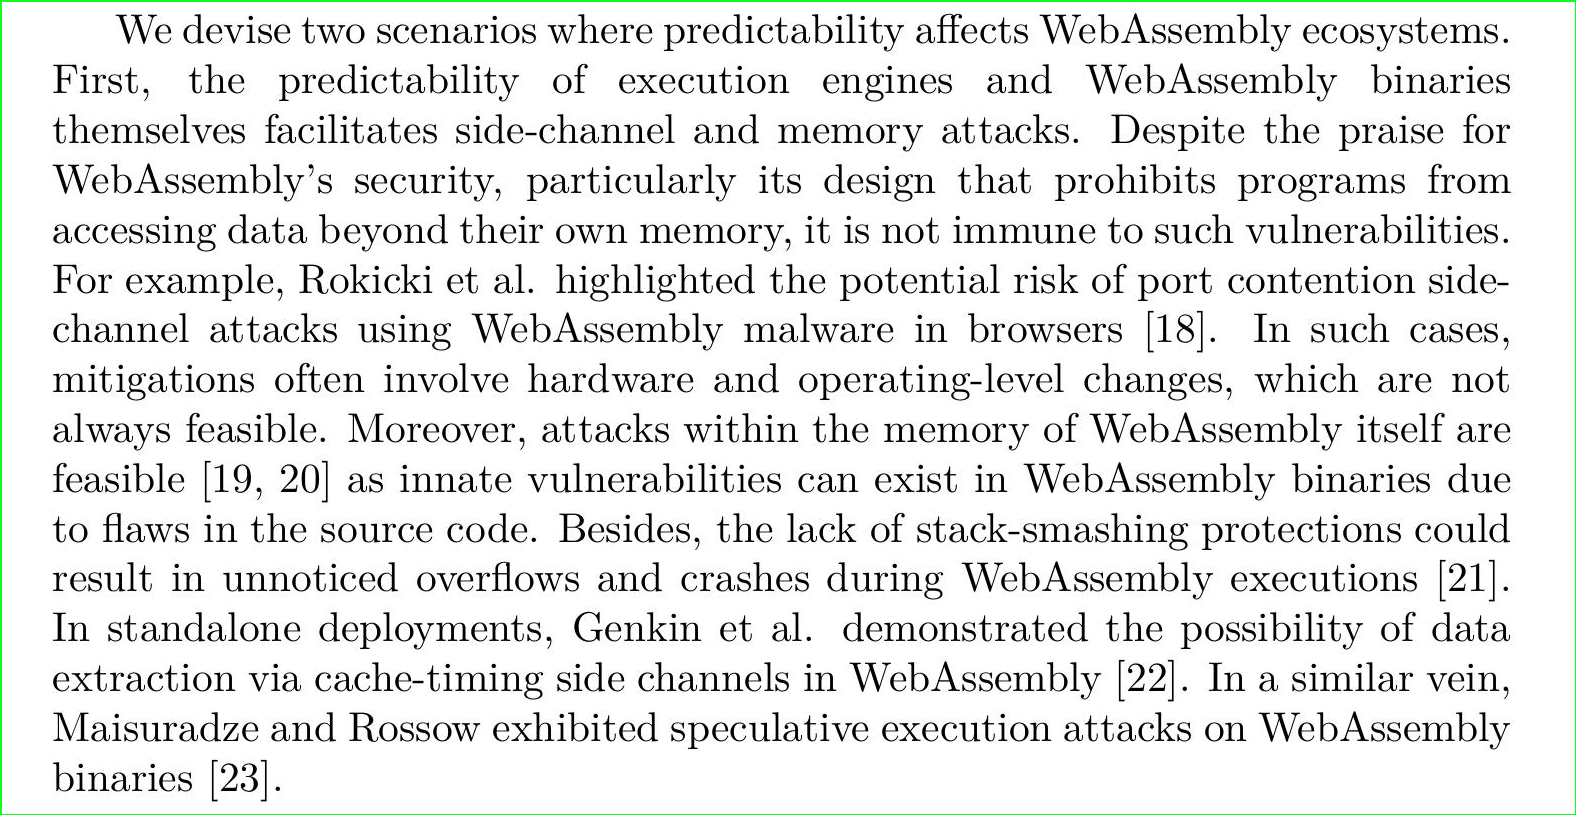 We devise two scenarios where predictability affects WebAssembly ecosystems.
First, the predictability of execution engines and WebAssembly binaries
themselves facilitates side-channel and memory attacks. Despite the praise for
WebAssembly's security, particularly its design that prohibits programs from
accessing data beyond their own memory, it is not immune to such vulnerabilities.
For example, Rokicki et al. highlighted the potential risk of port contention side-
channel attacks using WebAssembly malware in browsers [18]. In such cases,
mitigations often involve hardware and operating-level changes, which are not
always feasible. Moreover, attacks within the memory of WebAssembly itself are
feasible [19, 20] as innate vulnerabilities can exist in WebAssembly binaries due
to flaws in the source code. Besides, the lack of stack-smashing protections could
result in unnoticed overflows and crashes during WebAssembly executions [21].
In standalone deployments, Genkin et al. demonstrated the possibility of data
extraction via cache-timing side channels in WebAssembly [22]. In a similar vein,
Maisuradze and Rossow exhibited speculative execution attacks on WebAssembly
binaries [23].